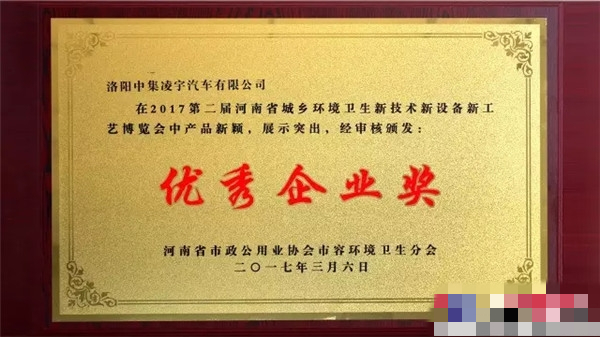 洛阳中集凌宇汽车有限公司
在2017第二届河南省城乡环境卫生新技术新设备新工
艺博览会中产品新颖，展示突出，经审核颁发：
优秀企业奖
河南省市政公用业协会市容环境卫生分会
二〇一七年三月六日